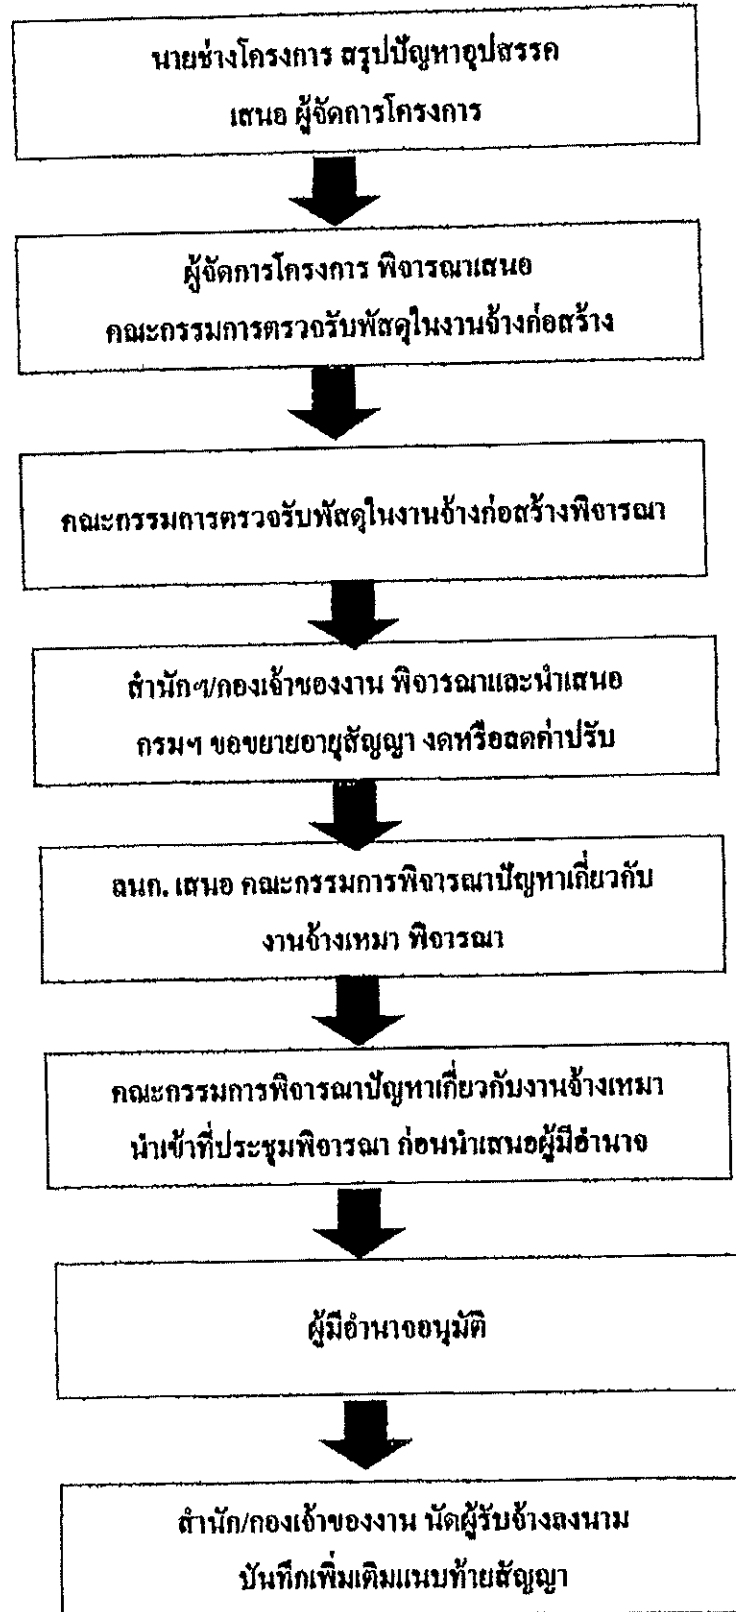 นายช่างโครงการ สรุปปัญหาอุปสรรค
เสนอ ผู้จัดการโครงการ
ผู้จัดการโครงการ พิจารณาเสนอ
คณะกรรมการตรวจรับพัสดุในงานจ้างก่อสร้าง
คณะกรรมการตรวจรับพัสดุในงานจ้างก่อสร้างพิจารณา
สำนักฯ/กองเจ้าของงาน พิจารณาและนำเสนอ
กรมฯ ขอขยายอายุสัญญา งดหรือลดค่าปรับ
ลนก. เสนอ คณะกรรมการพิจารณาปัญหาเกี่ยวกับ
งานจ้างเหมา พิจารณา
คณะกรรมการพิจารณาปัญหาเกี่ยวกับงานจ้างเหมา
นำเข้าที่ประชุมพิจารณา ก่อนนำเสนอผู้มีอำนาจ
ผู้มีอำนาจอนุมัติ
สำนัก/กองเจ้าของงาน นัดผู้รับจ้างลงนาม
บันทึกเพิ่มเติมแนบท้ายสัญญา